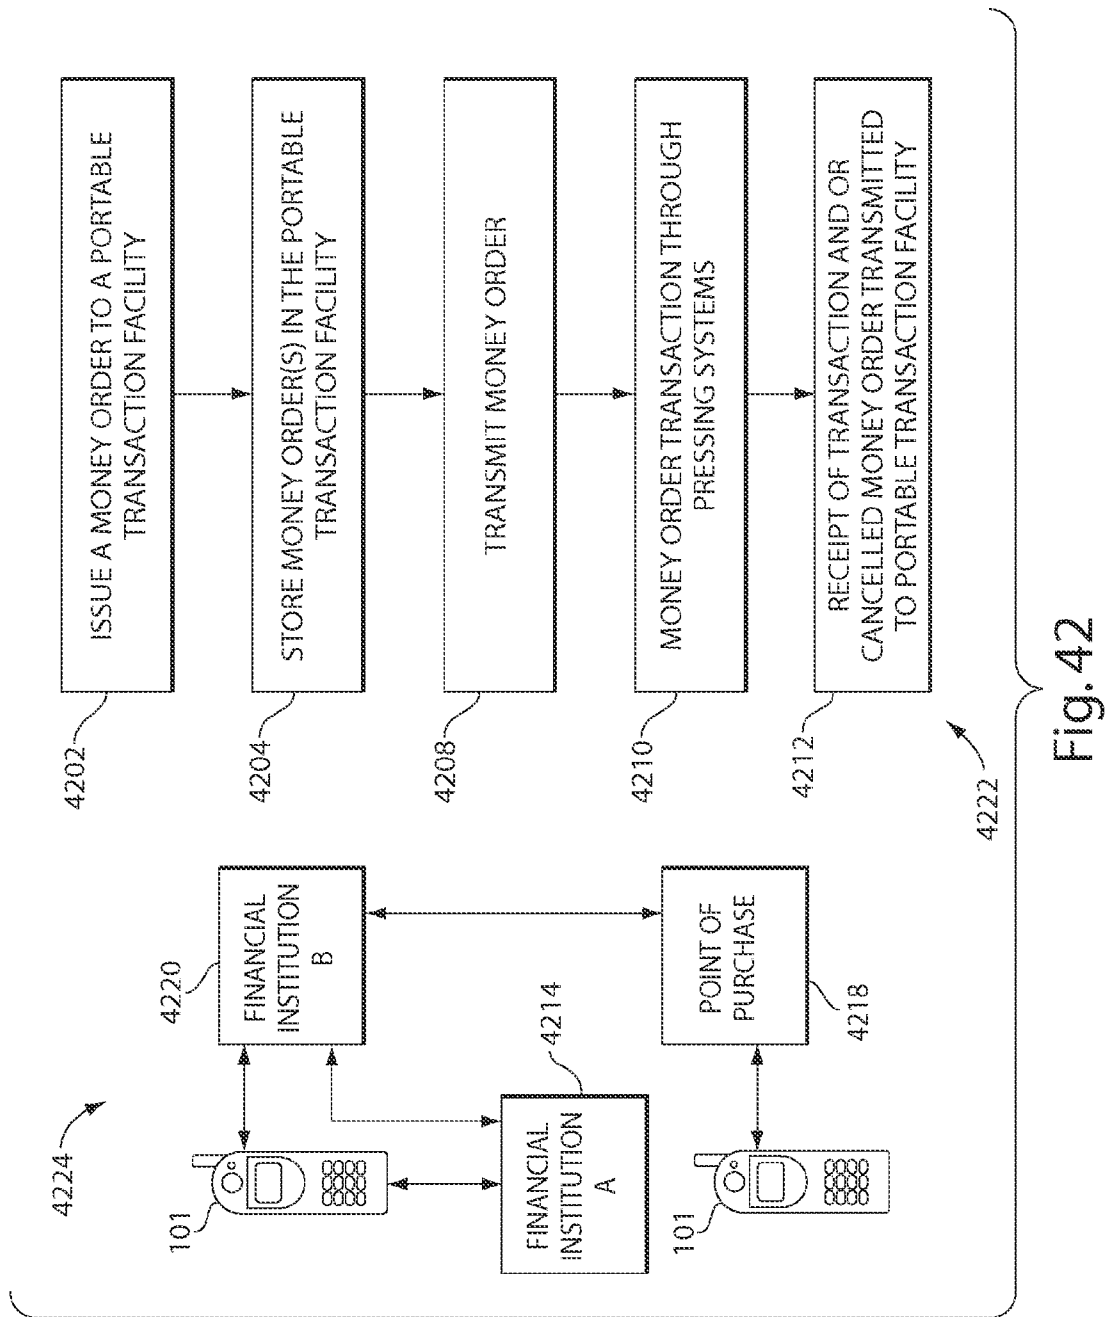 4224
101
4220
FINANCIAL
INSTITUTION
B
FINANCIAL
INSTITUTION
A
4214
101
POINT OF
PURCHASE
4218
4202
ISSUE A MONEY ORDER TO A PORTABLE
TRANSACTION FACILITY
4204
STORE MONEY ORDER(S) IN THE PORTABLE
TRANSACTION FACILITY
4208
TRANSMIT MONEY ORDER
4210
MONEY ORDER TRANSACTION THROUGH
PRESSING SYSTEMS
4212
RECEIPT OF TRANSACTION AND OR
CANCELLED MONEY ORDER TRANSMITTED
TO PORTABLE TRANSACTION FACILITY
4222
Fig. 42